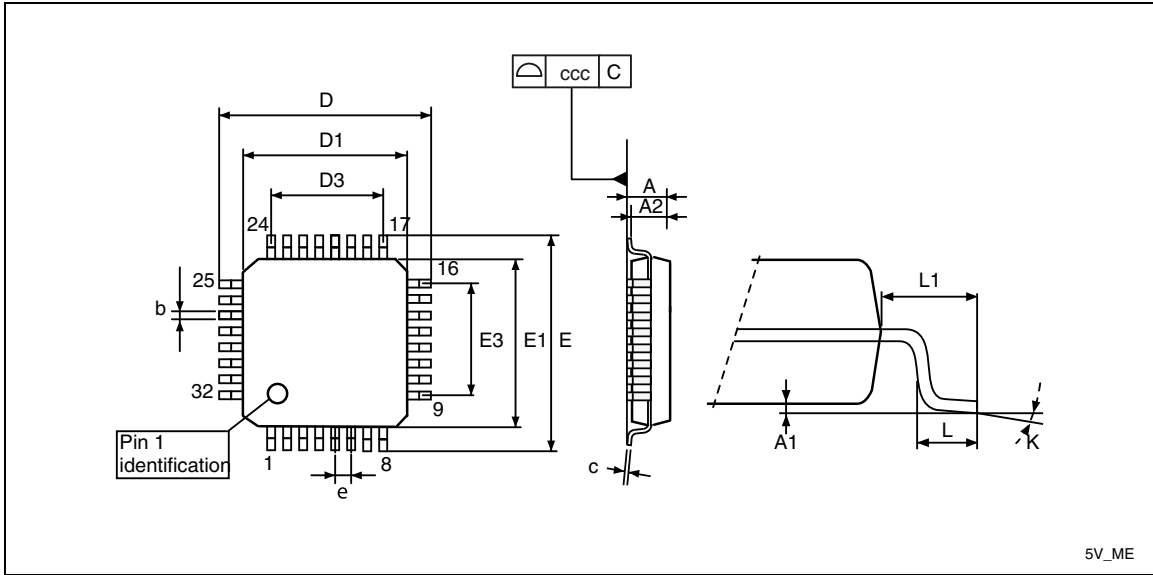 ccc C
D
D1
A
D3
A2
24 17
25 16
L1
b
E3 E1 E
32
9
Pin 1
identification
A1
L
K
1 8
c
e
5V_ME